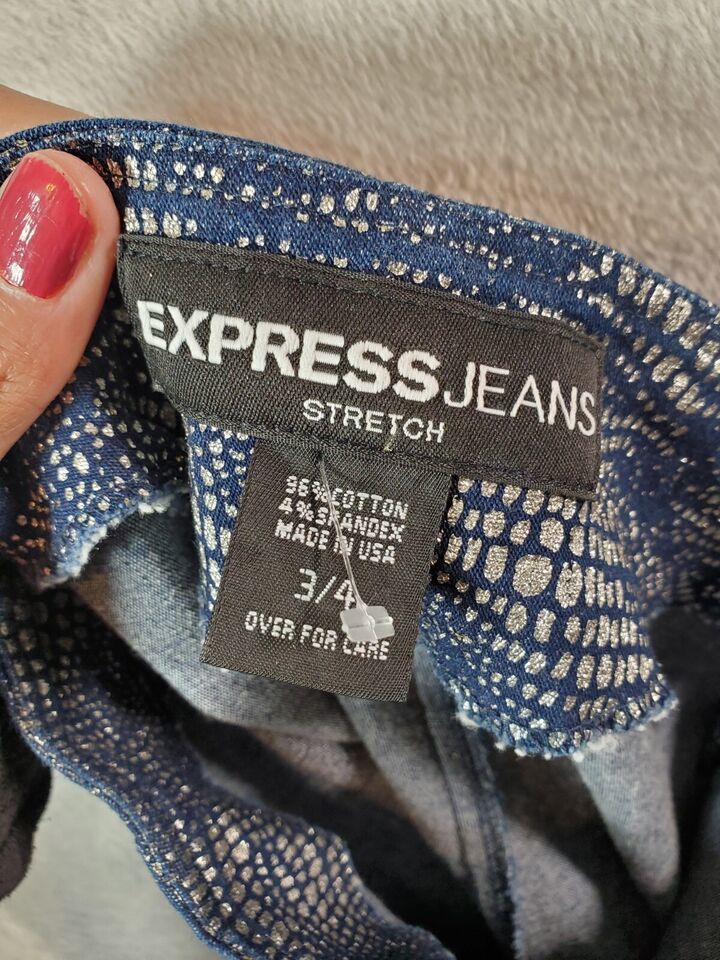 EXPRESS JEANS
STRETCH
96% COTTON
4% SPANDEX
MADE IN USA
3/4
OVER FOR CARE